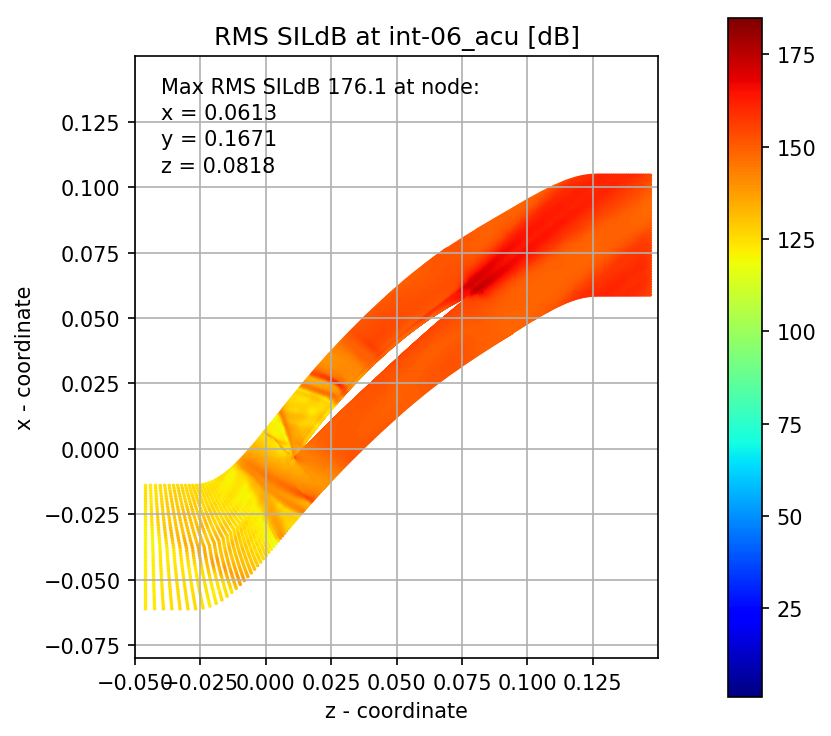 RMS SILdB at int-06_acu [dB]
Max RMS SILdB 176.1 at node:
x = 0.0613
y = 0.1671
z = 0.0818
0.125
0.100
0.075
0.050
0.025
0.000
−0.025
−0.050
−0.075
x - coordinate
−0.050 −0.025 0.000 0.025 0.050 0.075 0.100 0.125
z - coordinate
175
150
125
100
75
50
25